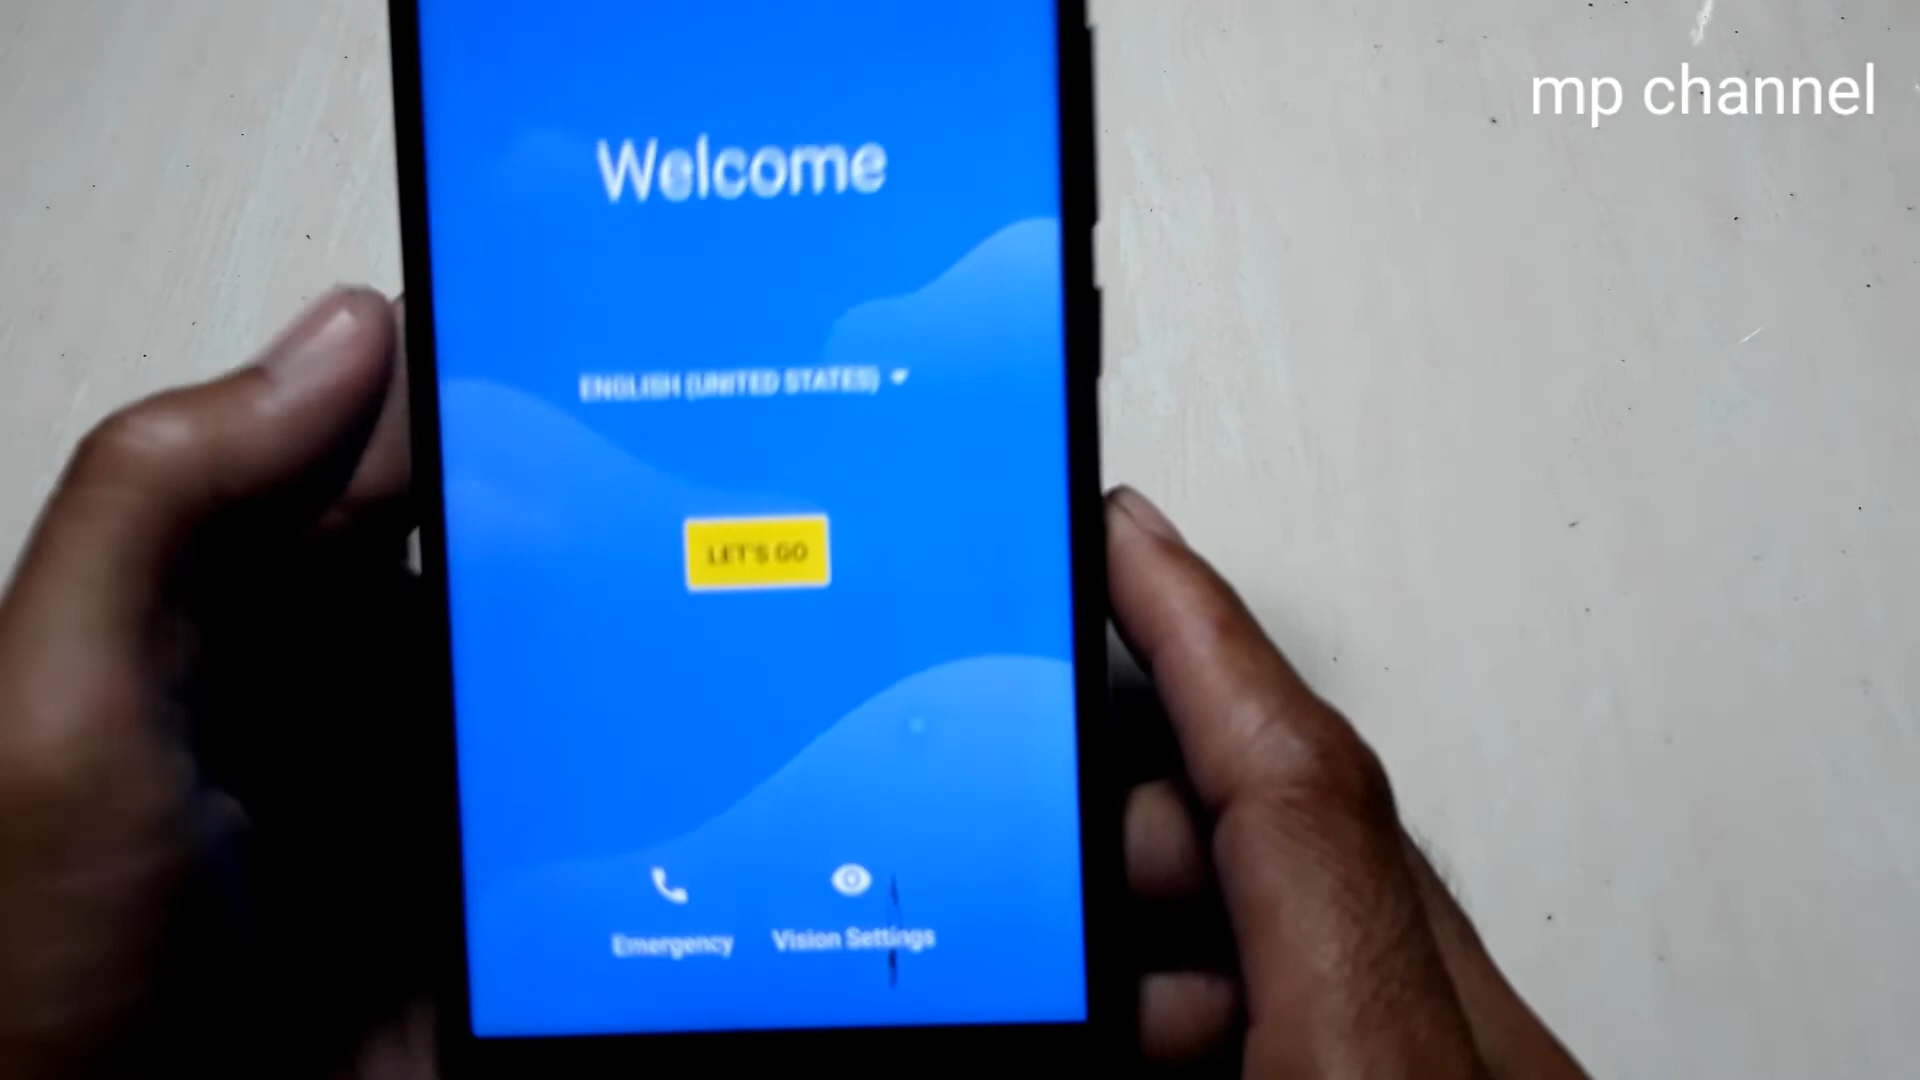 mp channel
Welcome
ENGLISH (UNITED STATES)
LET'S GO
Emergency
Vision Settings